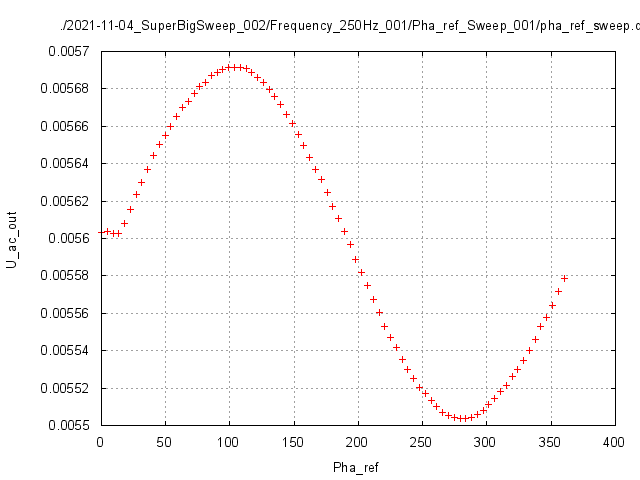 ./2021-11-04_SuperBigSweep_002/Frequency_250Hz_001/Pha_ref_Sweep_001/pha_ref_sweep.c
0.0057
0.00568
0.00566
0.00564
0.00562
0.0056
0.00558
0.00556
0.00554
0.00552
0.0055
U_ac_out
0 50 100 150 200 250 300 350 400
Pha_ref